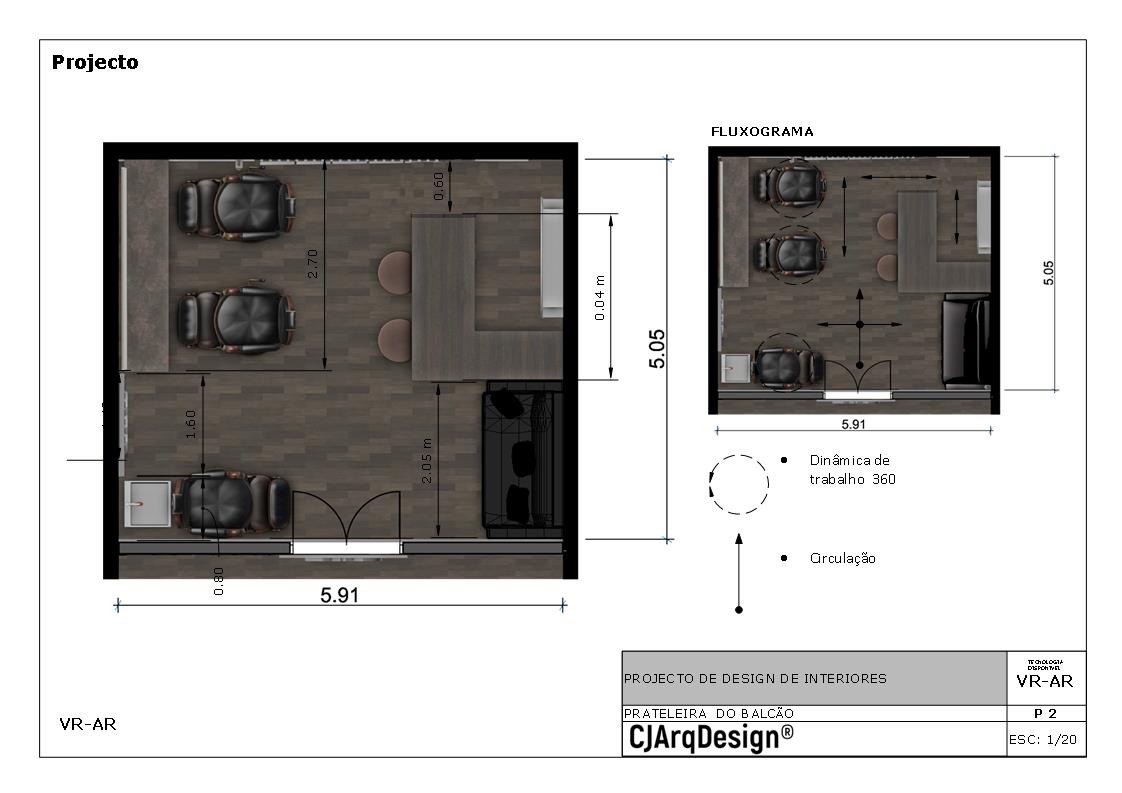 Projecto
FLUXOGRAMA
0.60
2.70
0.04 m
5.05
1.60
2.05 m
0.80
5.91
5.05
5.91
Dinâmica de
trabalho 360
Circulação
PROJECTO DE DESIGN DE INTERIORES
TECNOLOGIA
DISPONIVEL
VR-AR
PRATELEIRA DO BALCÃO
P 2
CJArqDesign®
ESC: 1/20
VR-AR